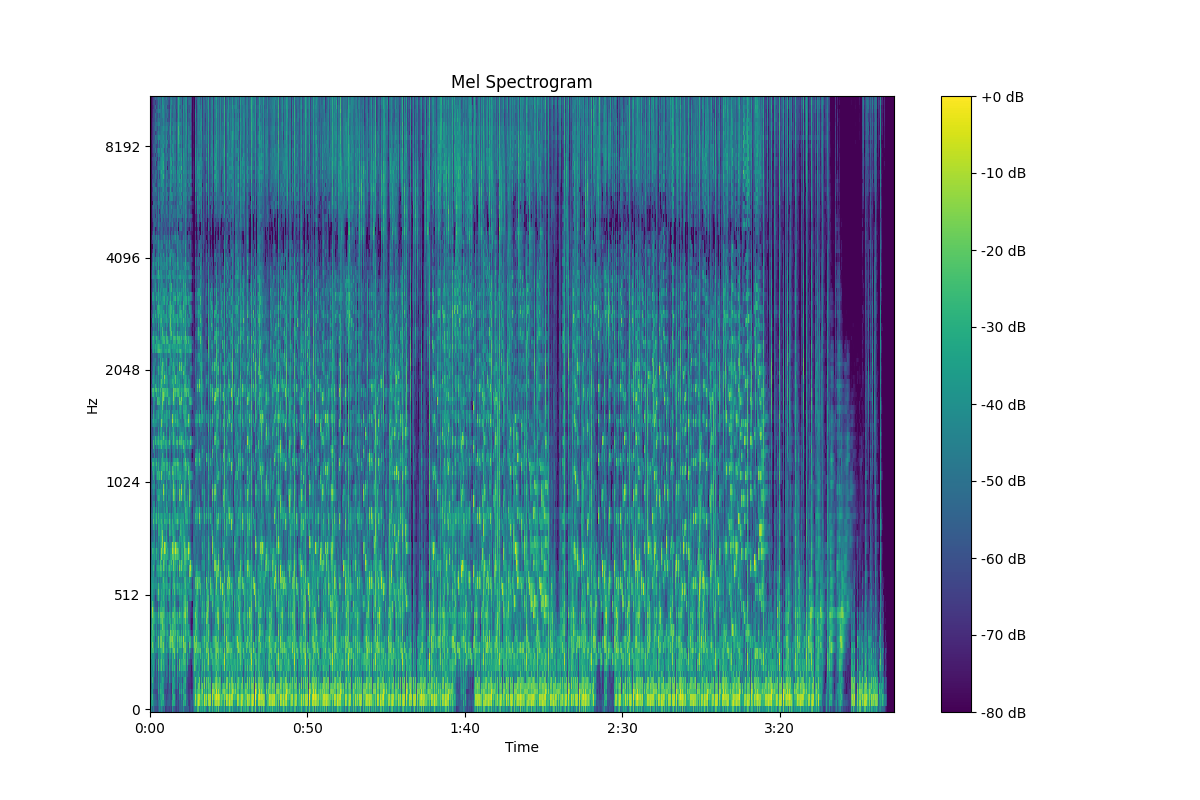 Mel Spectrogram
+0 dB
8192
-10 dB
-20 dB
4096
-30 dB
2048
Hz
-40 dB
1024
-50 dB
-60 dB
512
-70 dB
0
-80 dB
0:00 0:50 1:40 2:30 3:20
Time